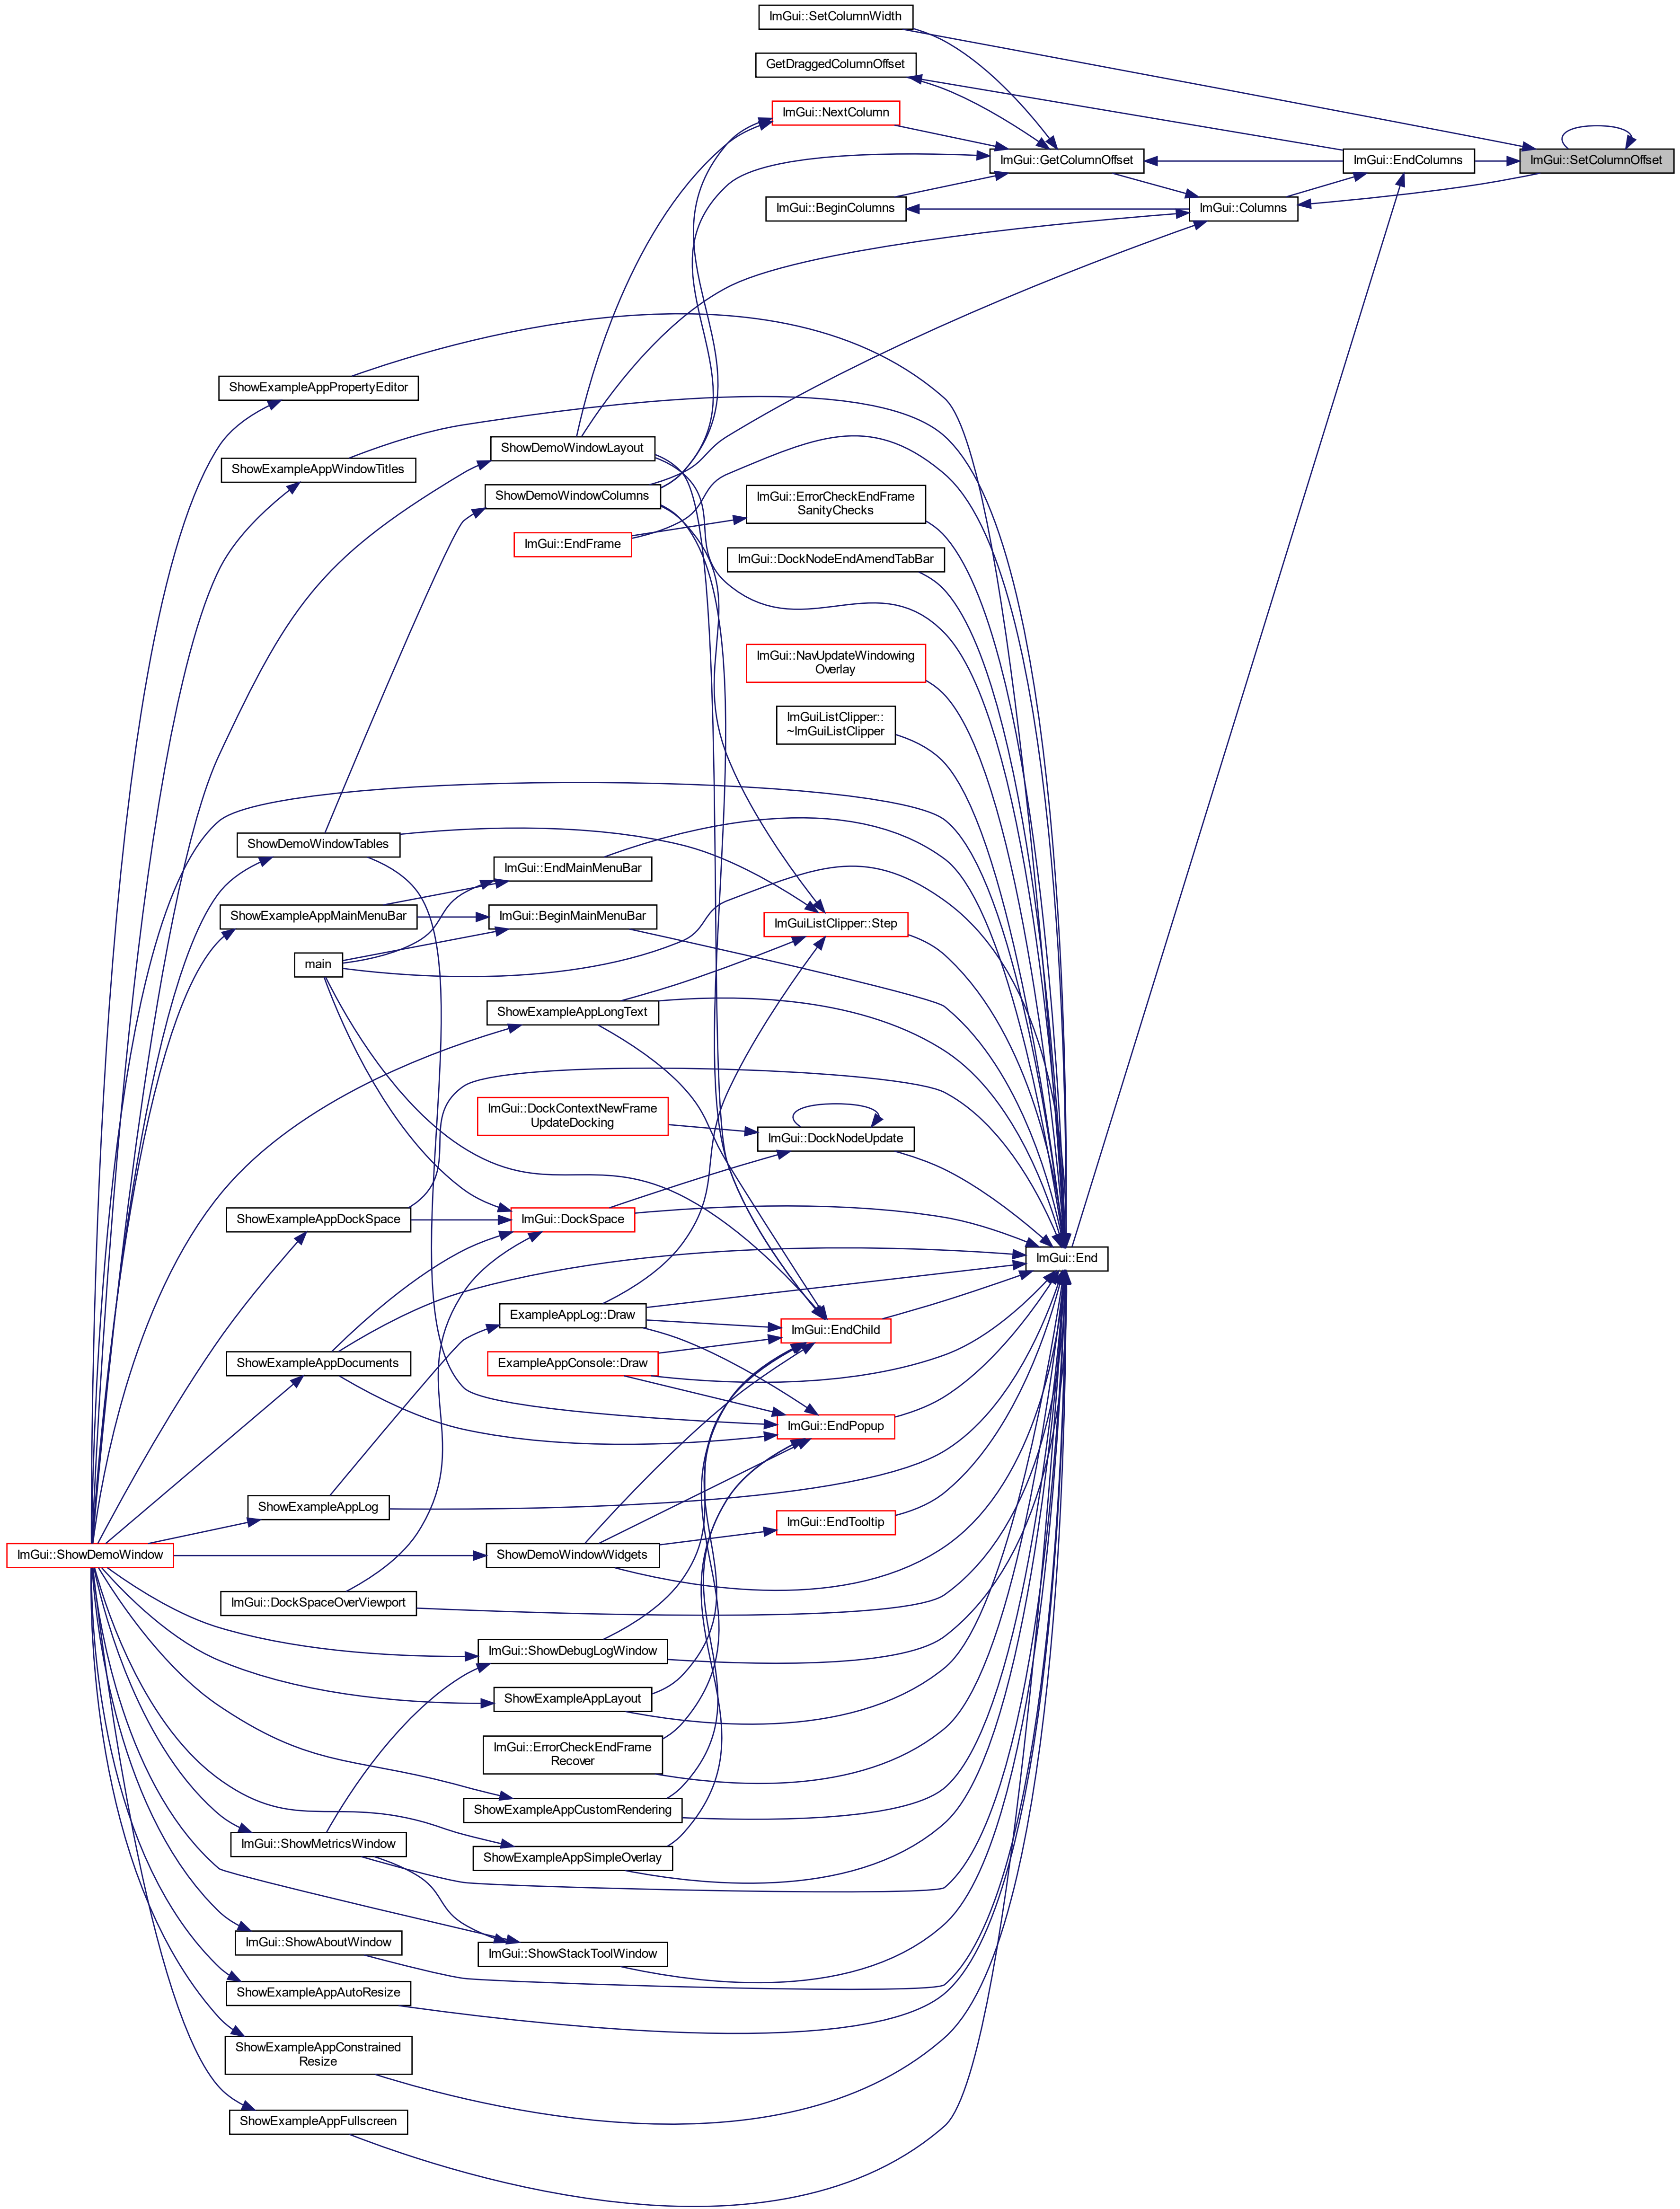 ImGui::SetColumnWidth
GetDraggedColumnOffset
ImGui::NextColumn
ImGui::GetColumnOffset
ImGui::EndColumns
ImGui::SetColumnOffset
ImGui::BeginColumns
ImGui::Columns
ShowExampleAppPropertyEditor
ShowDemoWindowLayout
ShowExampleAppWindowTitles
ShowDemoWindowColumns
ImGui::ErrorCheckEndFrame
SanityChecks
ImGui::EndFrame
ImGui::DockNodeEndAmendTabBar
ImGui::NavUpdateWindowing
Overlay
ImGuiListClipper::
~ImGuiListClipper
ShowDemoWindowTables
ImGui::EndMainMenuBar
ShowExampleAppMainMenuBar
ImGui::BeginMainMenuBar
ImGuiListClipper::Step
main
ShowExampleAppLongText
ImGui::DockContextNewFrame
UpdateDocking
ImGui::DockNodeUpdate
ShowExampleAppDockSpace
ImGui::DockSpace
ImGui::End
ExampleAppLog::Draw
ImGui::EndChild
ShowExampleAppDocuments
ExampleAppConsole::Draw
ImGui::EndPopup
ShowExampleAppLog
ImGui::EndTooltip
ImGui::ShowDemoWindow
ShowDemoWindowWidgets
ImGui::DockSpaceOverViewport
ImGui::ShowDebugLogWindow
ShowExampleAppLayout
ImGui::ErrorCheckEndFrame
Recover
ShowExampleAppCustomRendering
ImGui::ShowMetricsWindow
ShowExampleAppSimpleOverlay
ImGui::ShowAboutWindow
ImGui::ShowStackToolWindow
ShowExampleAppAutoResize
ShowExampleAppConstrained
Resize
ShowExampleAppFullscreen